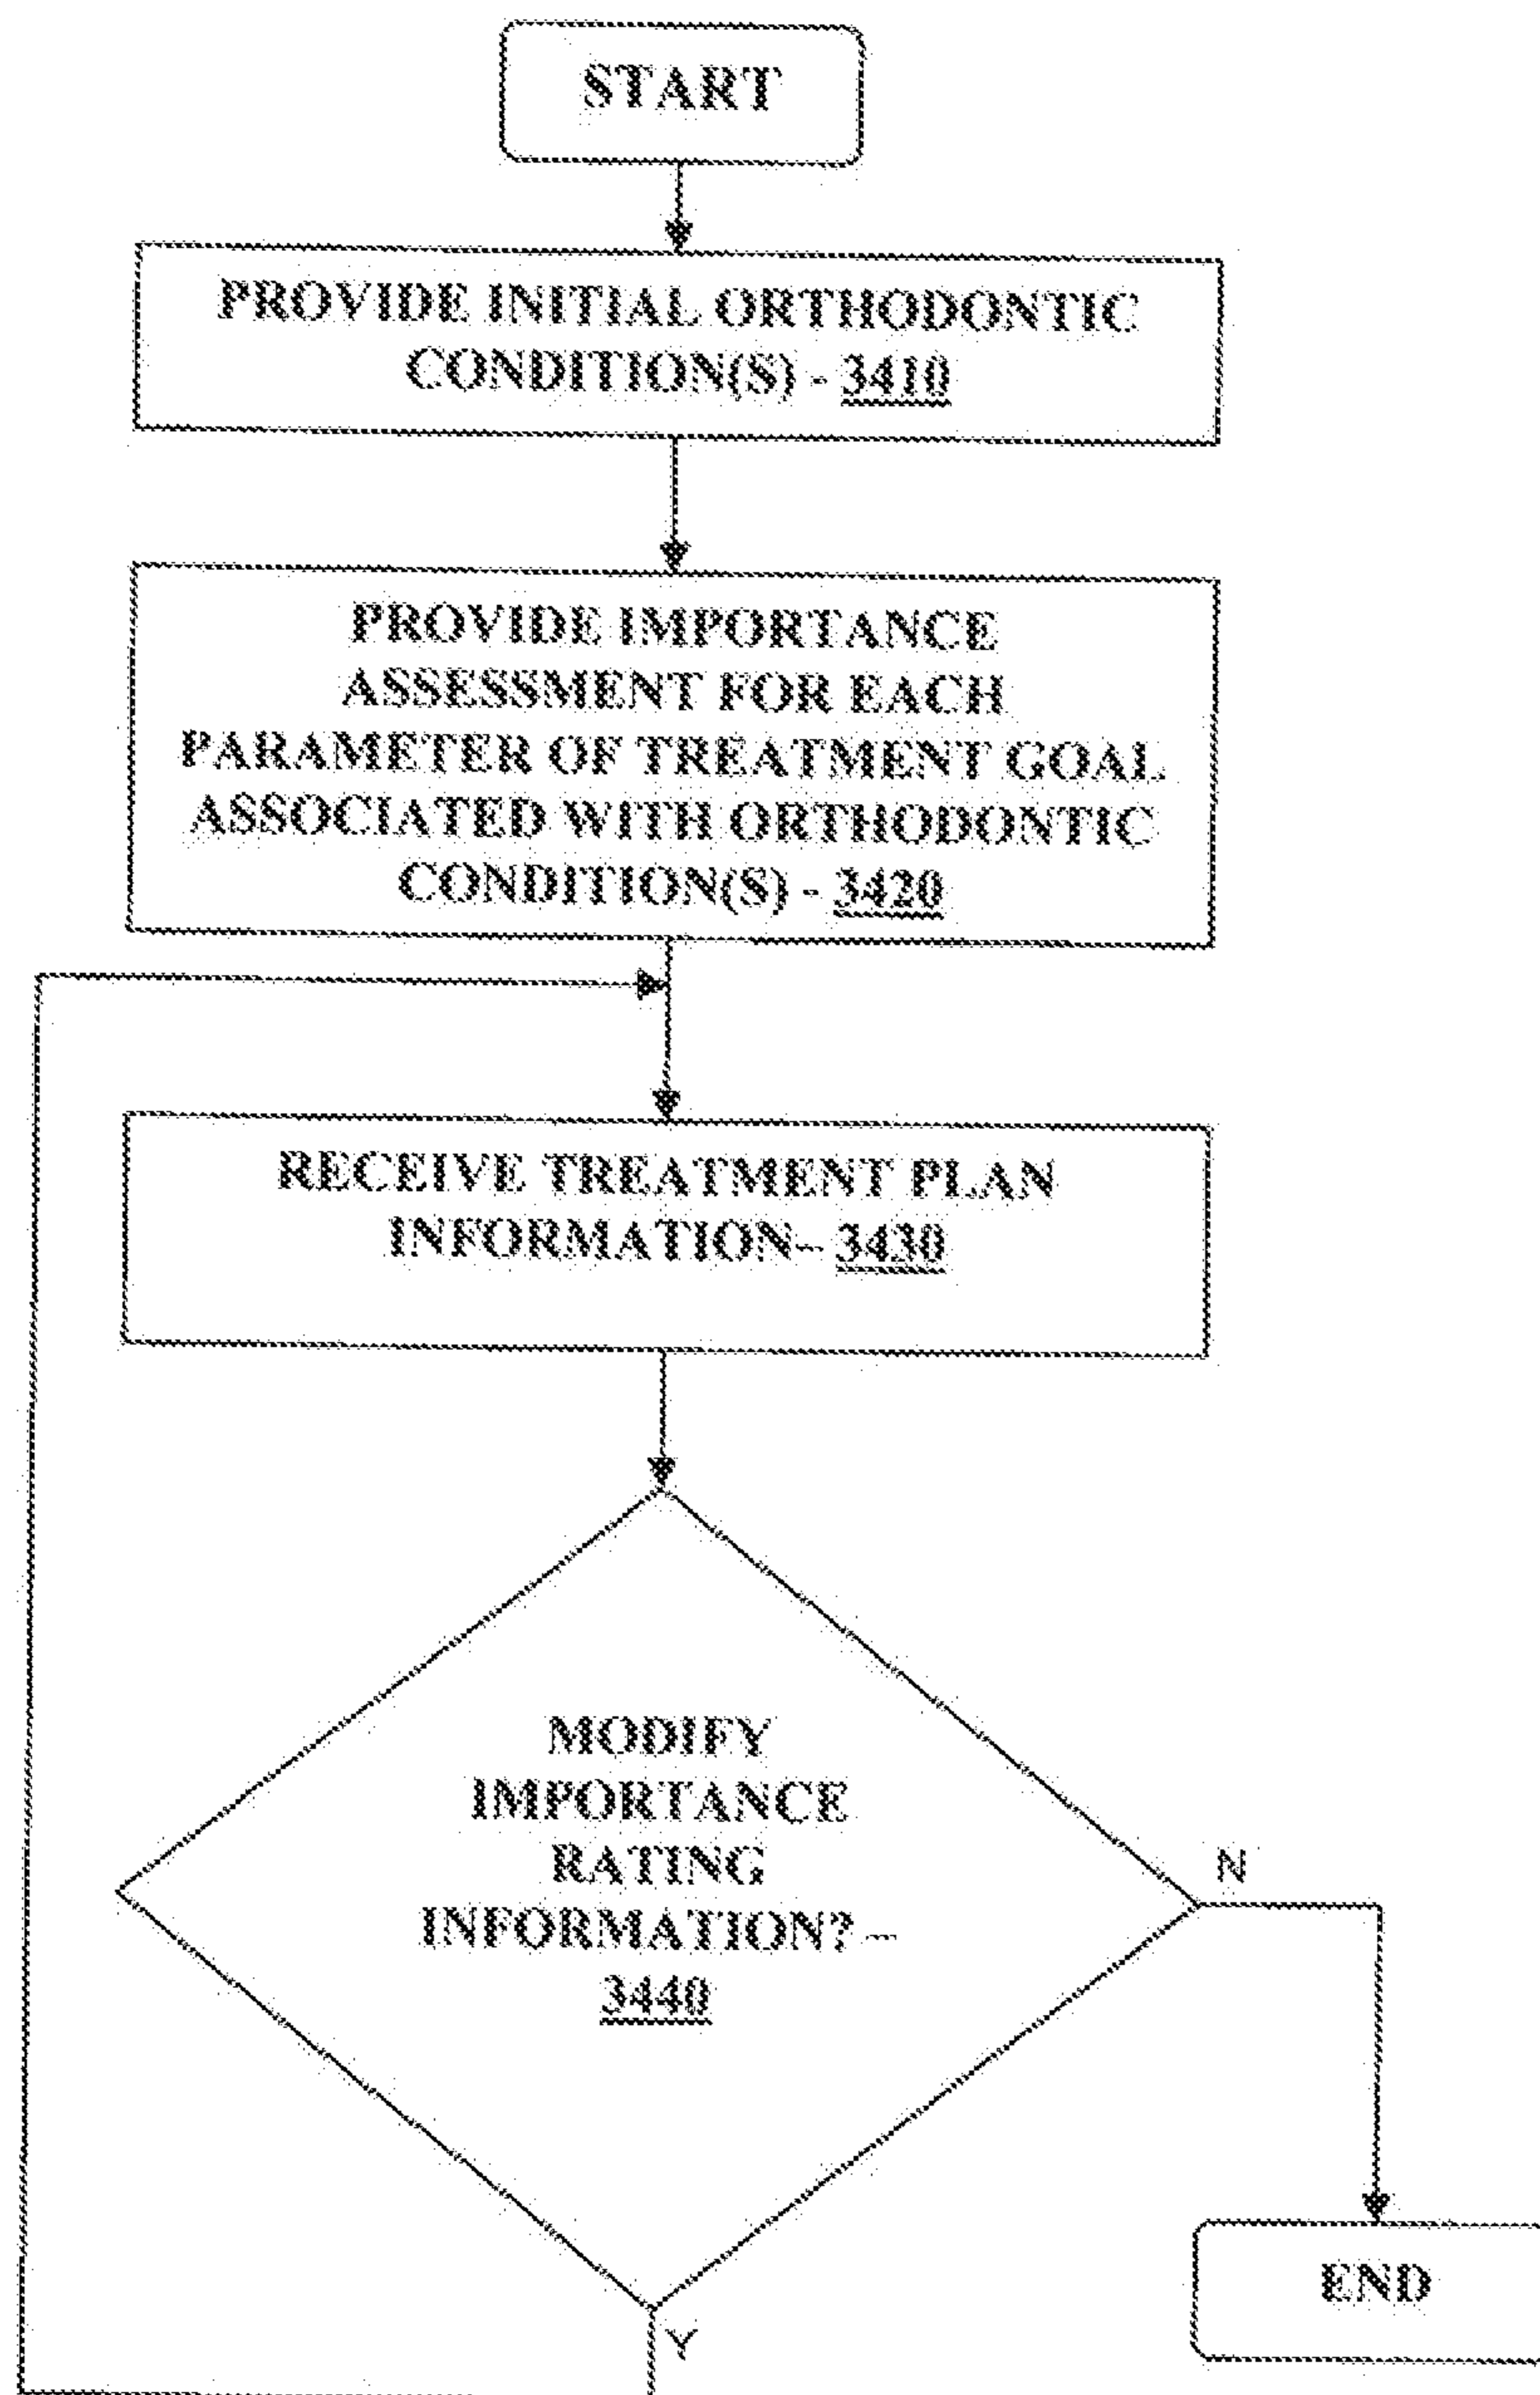 START
PROVIDE INITIAL ORTHODONTIC
CONDITION(S) - 3410
PROVIDE IMPORTANCE
ASSESSMENT FOR EACH
PARAMETER OF TREATMENT GOAL
ASSOCIATED WITH ORTHODONTIC
CONDITION(S) - 3420
RECEIVE TREATMENT PLAN
INFORMATION– 3430
MODIFY
IMPORTANCE
RATING
INFORMATION? –
3440
N
END
Y